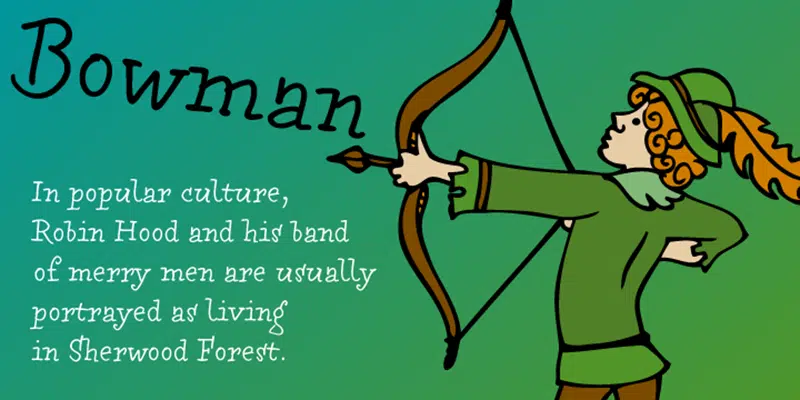 Bowman
In popular culture,
Robin Hood and his band
of merry men are usually
portrayed as living
in Sherwood Forest.